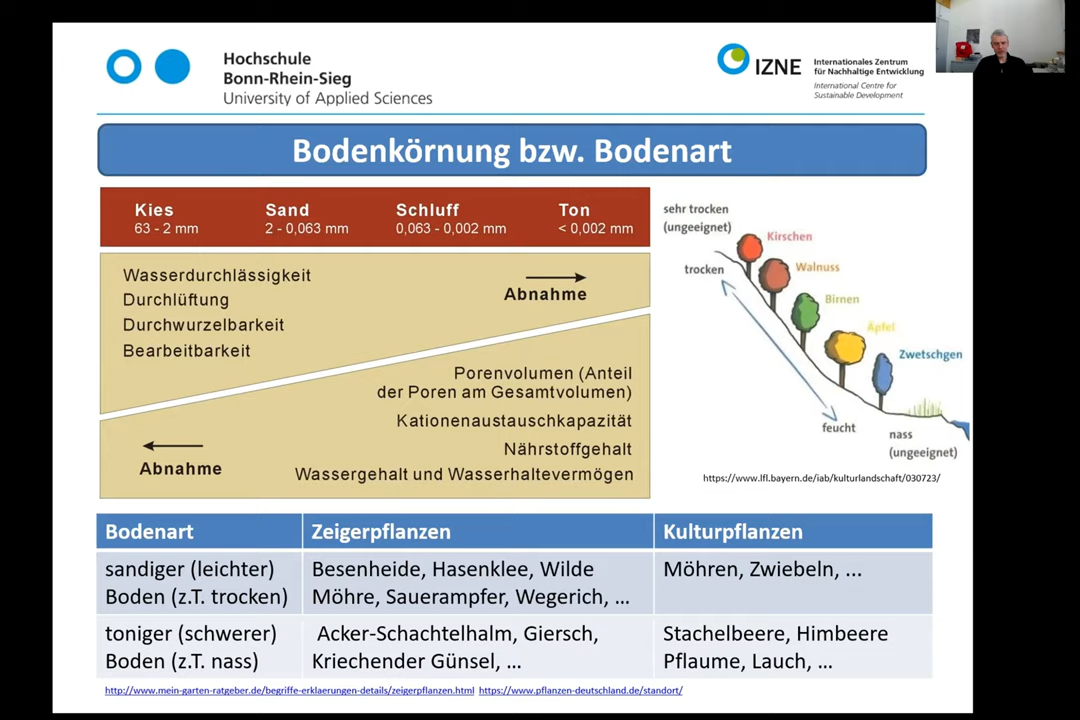 Hochschule
Bonn-Rhein-Sieg
University of Applied Sciences
IZNE
Internationales Zentrum
für Nachhaltige Entwicklung
International Centre for
Sustainable Development
Bodenkörnung bzw. Bodenart
Kies Sand Schluff Ton
63 - 2 mm 2 - 0,063 mm 0,063 - 0,002 mm < 0,002 mm
Wasserdurchlässigkeit
Durchlüftung
Durchwurzelbarkeit
Bearbeitbarkeit
Abnahme
Porenvolumen (Anteil
der Poren am Gesamtvolumen)
Kationenaustauschkapazität
Nährstoffgehalt
Wassergehalt und Wasserhaltevermögen
Abnahme
sehr trocken
(ungeeignet)
Kirschen
trocken
Walnuss
Birnen
Äpfel
Zwetschgen
feucht
nass
(ungeeignet)
https://www.lfl.bayern.de/iab/kulturlandschaft/030723/
Bodenart Zeigerpflanzen Kulturpflanzen
sandiger (leichter) Besenheide, Hasenklee, Wilde Möhren, Zwiebeln, ...
Boden (z.T. trocken) Möhre, Sauerampfer, Wegerich, ...
toniger (schwerer) Acker-Schachtelhalm, Giersch, Stachelbeere, Himbeere
Boden (z.T. nass) Kriechender Günsel, ... Pflaume, Lauch, ...
http://www.mein-garten-ratgeber.de/begriffe-erklaerungen-details/zeigerpflanzen.html https://www.pflanzen-deutschland.de/standort/